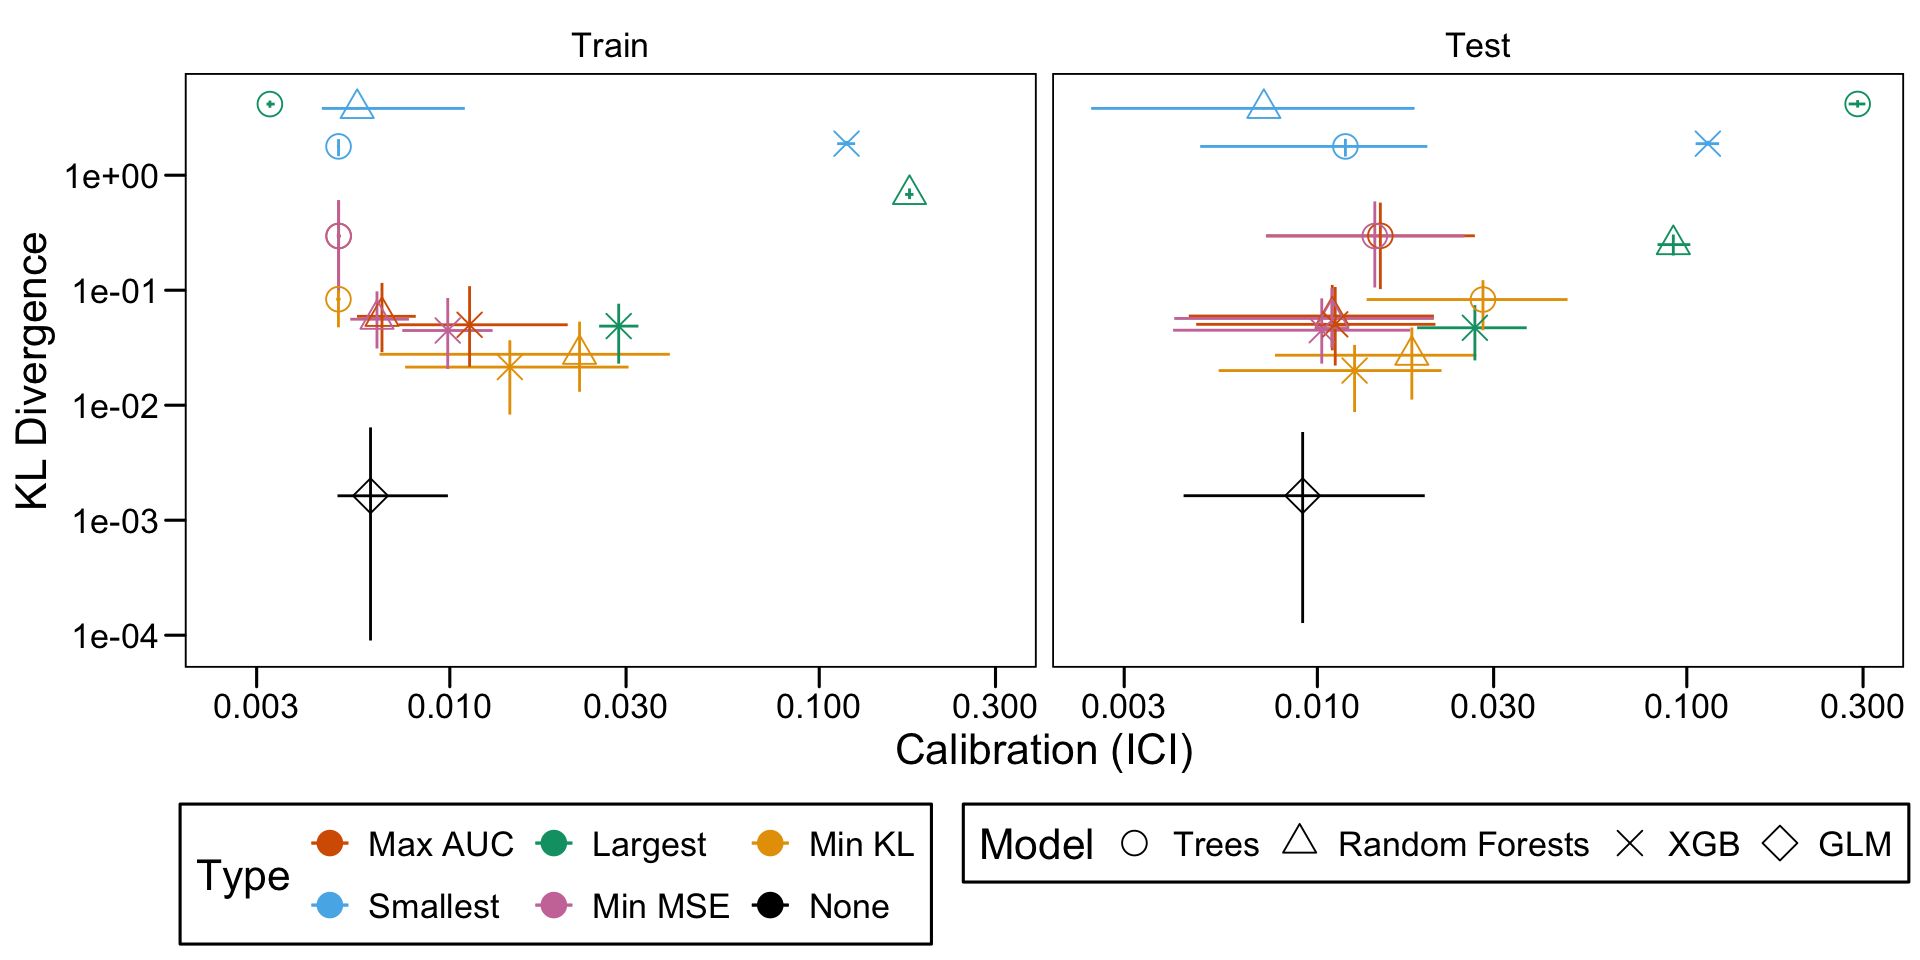 Train
Test
KL Divergence
1e+00
1e-01
1e-02
1e-03
1e-04
0.003 0.010 0.030 0.100 0.300
0.003 0.010 0.030 0.100 0.300
Calibration (ICI)
Type
Max AUC Largest Min KL
Smallest Min MSE None
Model Trees Random Forests XGB GLM